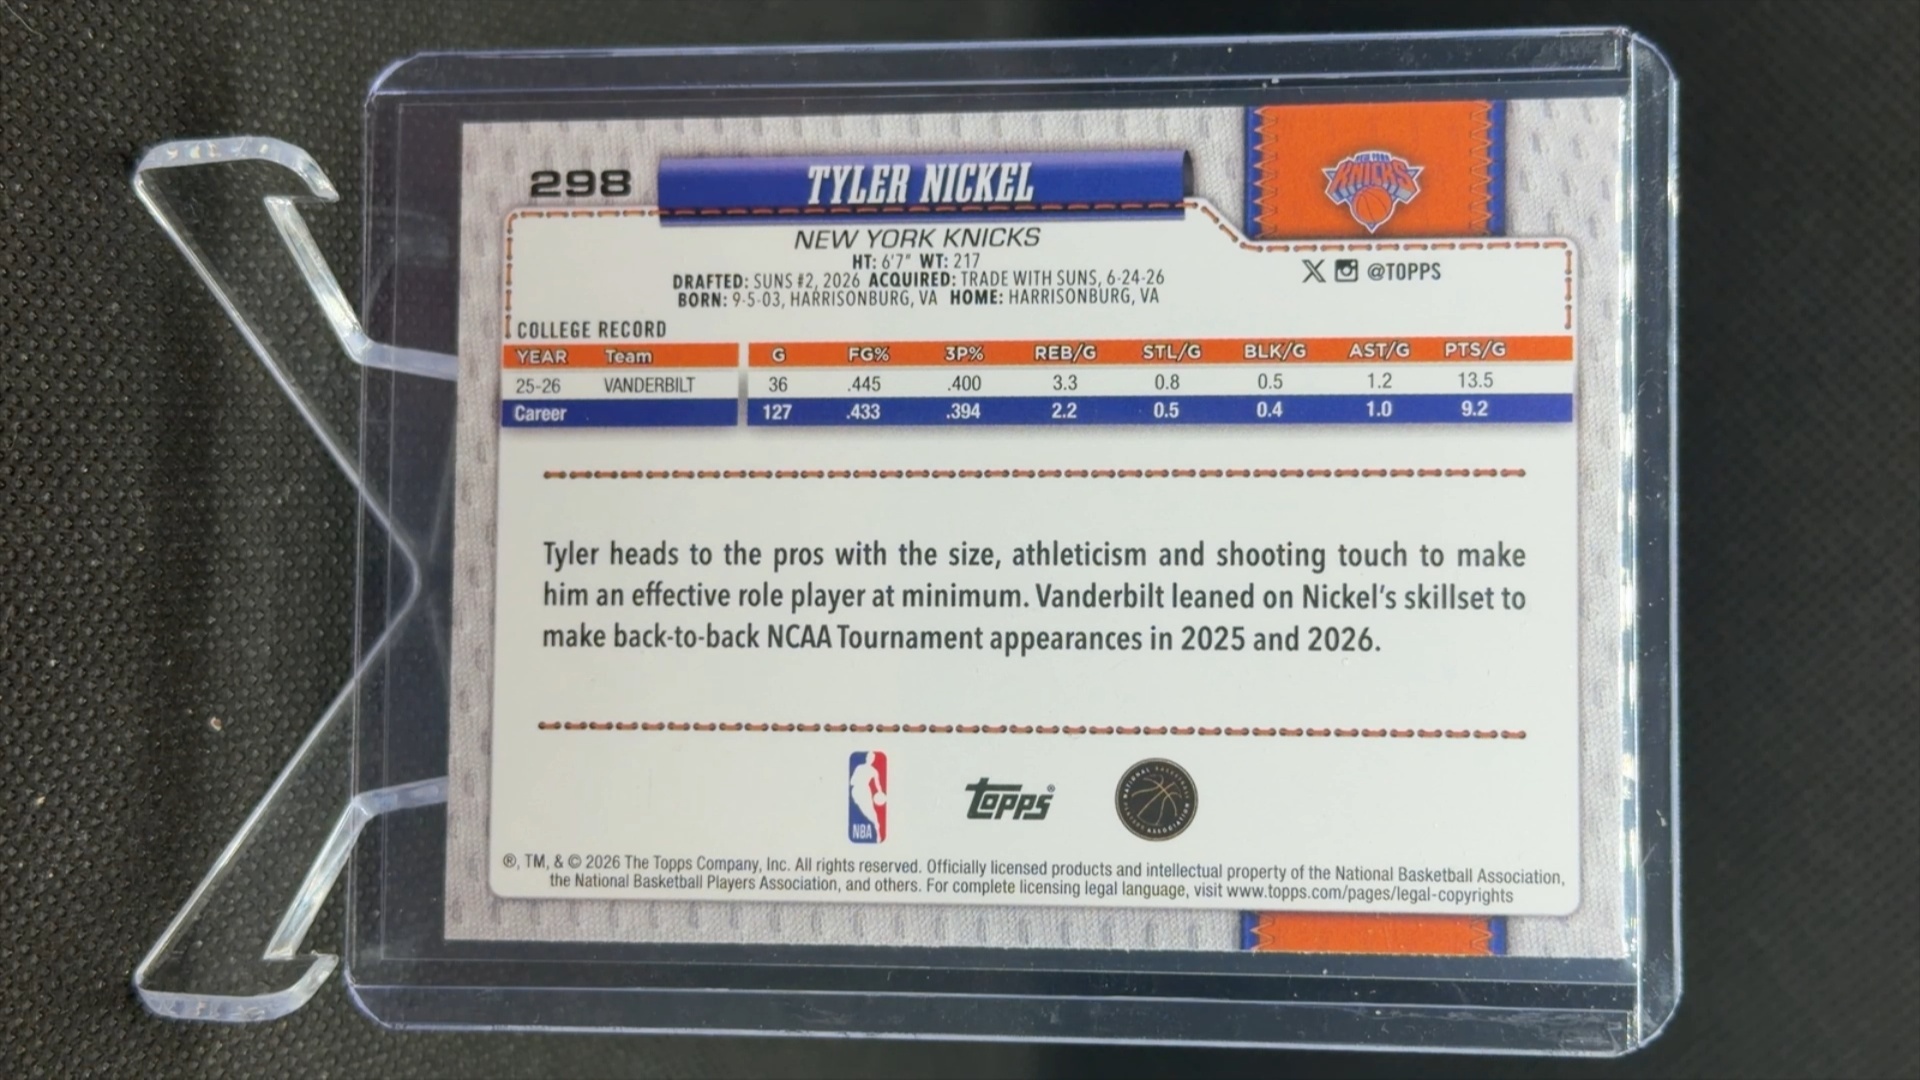 298
TYLER NICKEL
NEW YORK KNICKS
NEW YORK KNICKS
HT: 6'7" WT: 217
DRAFTED: SUNS #2, 2026 ACQUIRED: TRADE WITH SUNS, 6-24-26
BORN: 9-5-03, HARRISONBURG, VA HOME: HARRISONBURG, VA
@TOPPS
COLLEGE RECORD
YEAR Team G FG% 3P% REB/G STL/G BLK/G AST/G PTS/G
25-26 VANDERBILT 36 .445 .400 3.3 0.8 0.5 1.2 13.5
Career 127 .433 .394 2.2 0.5 0.4 1.0 9.2
Tyler heads to the pros with the size, athleticism and shooting touch to make
him an effective role player at minimum. Vanderbilt leaned on Nickel's skillset to
make back-to-back NCAA Tournament appearances in 2025 and 2026.
NBA
Topps®
NATIONAL BASKETBALL PLAYERS ASSOCIATION
®, TM, & © 2026 The Topps Company, Inc. All rights reserved. Officially licensed products and intellectual property of the National Basketball Association,
the National Basketball Players Association, and others. For complete licensing legal language, visit www.topps.com/pages/legal-copyrights